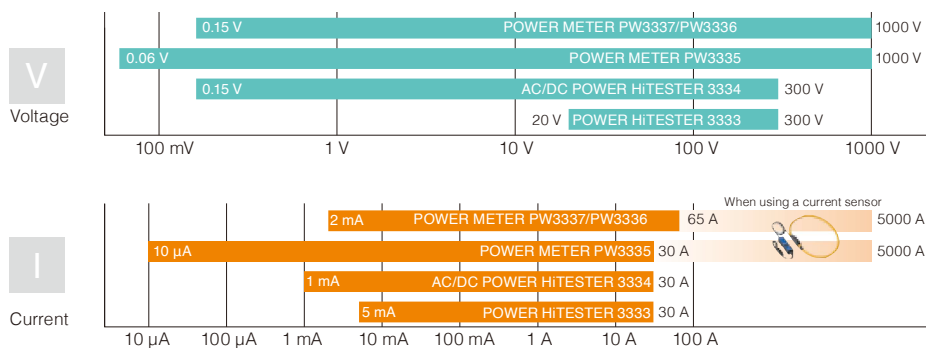 0.15 V POWER METER PW3337/PW3336 1000 V
0.06 V POWER METER PW3335 1000 V
V
0.15 V AC/DC POWER HiTESTER 3334 300 V
Voltage
20 V POWER HiTESTER 3333 300 V
100 mV 1 V 10 V 100 V 1000 V
When using a current sensor
2 mA POWER METER PW3337/PW3336 65 A 5000 A
10 µA POWER METER PW3335 30 A 5000 A
I
1 mA AC/DC POWER HiTESTER 3334 30 A
5 mA POWER HiTESTER 3333 30 A
Current
10 µA 100 µA 1 mA 10 mA 100 mA 1 A 10 A 100 A